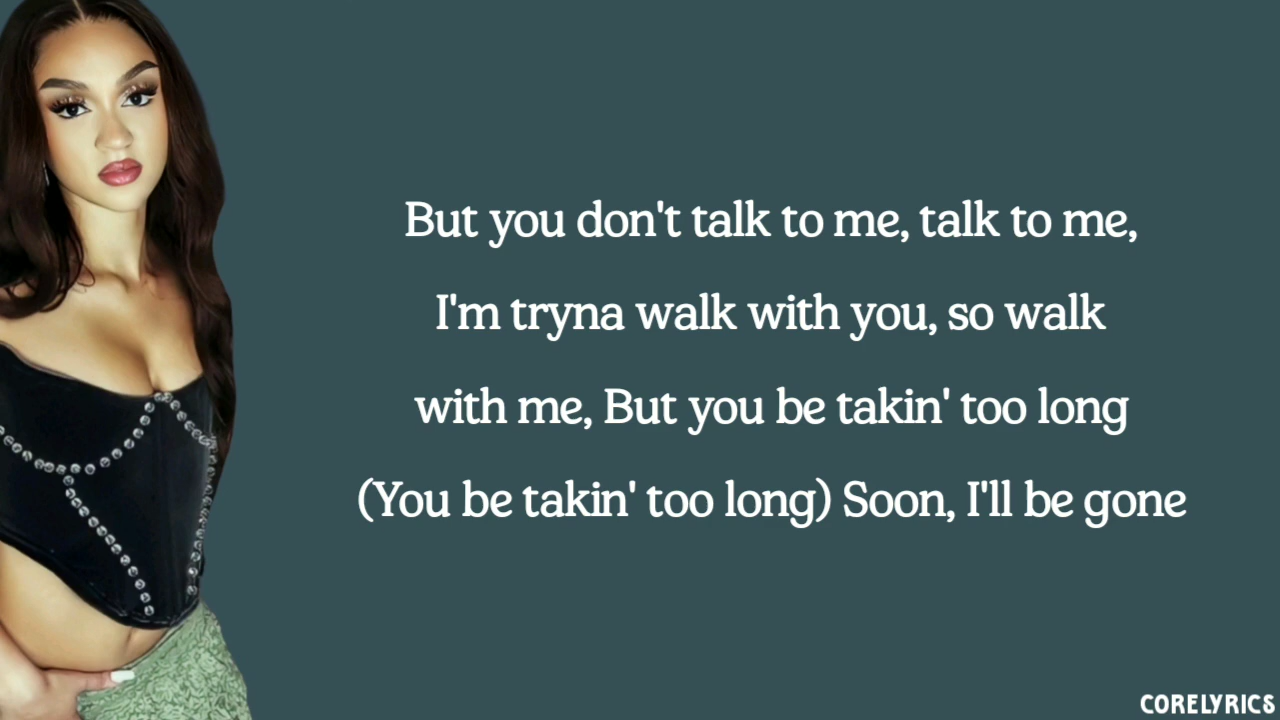 But you don't talk to me, talk to me,
I'm tryna walk with you, so walk
with me, But you be takin' too long
(You be takin' too long) Soon, I'll be gone
CORELYRICS